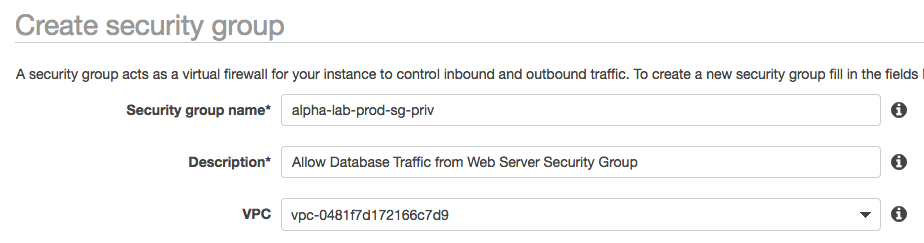 Create security group
A security group acts as a virtual firewall for your instance to control inbound and outbound traffic. To create a new security group fill in the fields
Security group name* alpha-lab-prod-sg-priv
Description* Allow Database Traffic from Web Server Security Group
VPC vpc-0481f7d172166c7d9